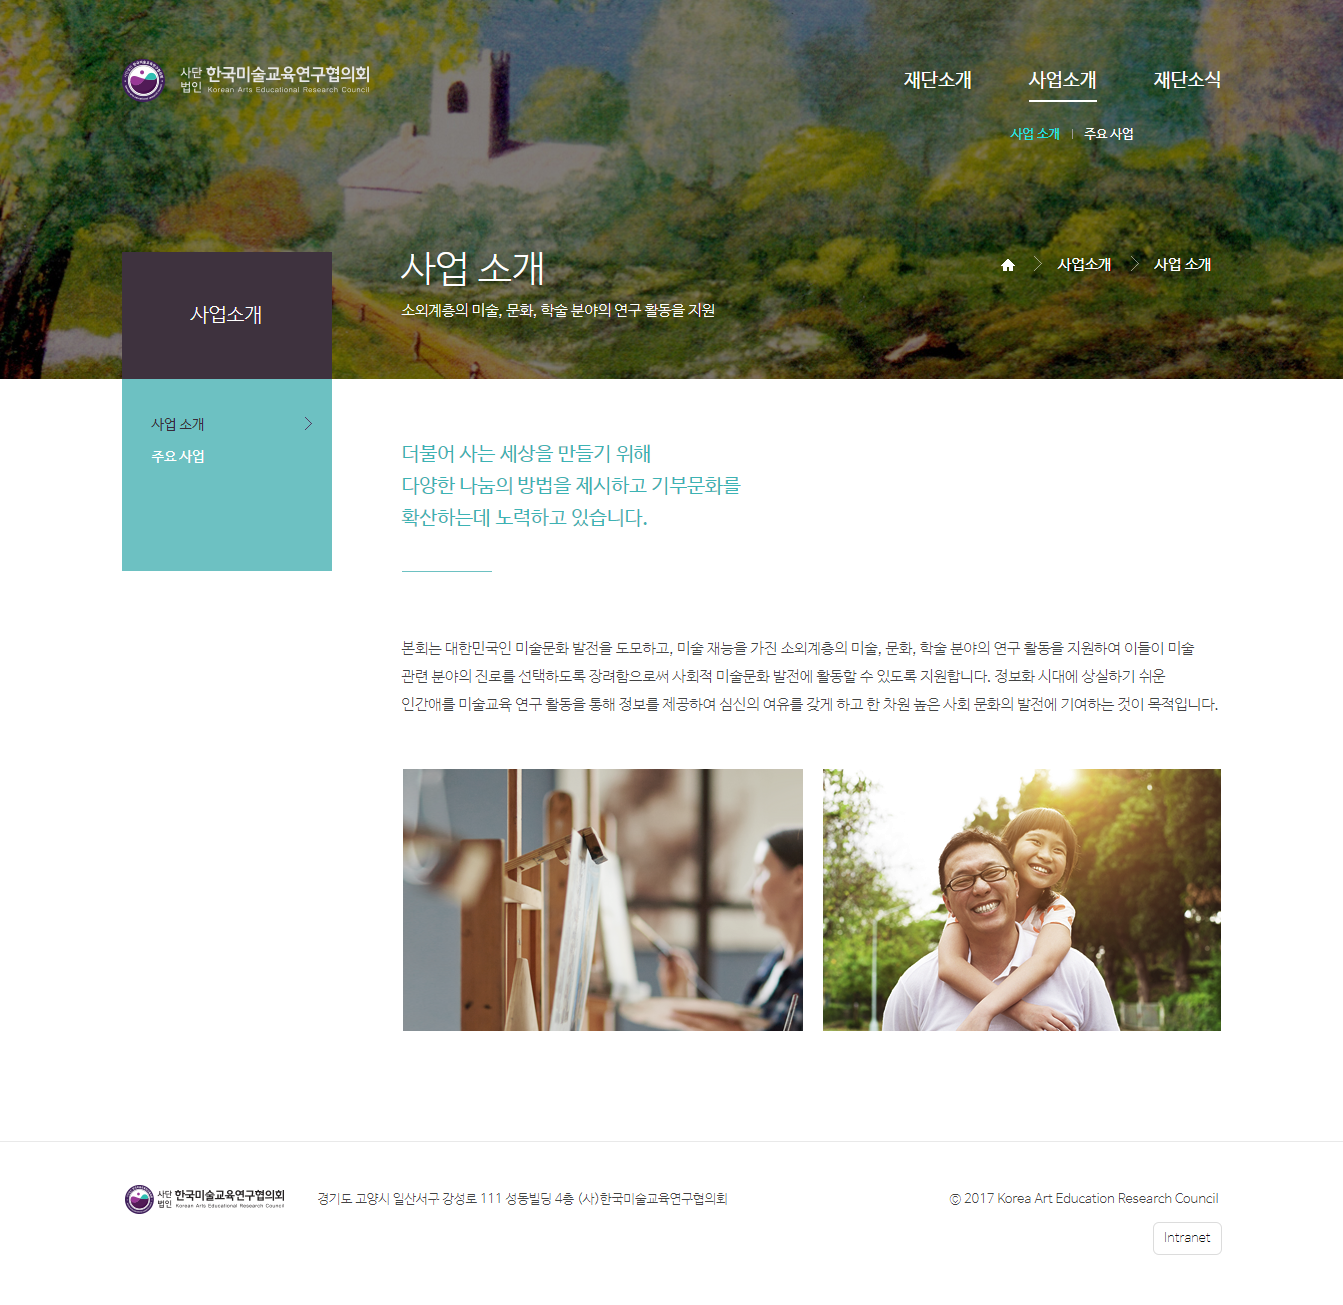 사단법인 한국미술교육연구협의회
Korean Arts Educational Research Council
재단소개 사업소개 재단소식
사업 소개 | 주요 사업
사업 소개
소외계층의 미술, 문화, 학술 분야의 연구 활동을 지원
사업소개 사업 소개
사업소개
사업 소개
주요 사업
더불어 사는 세상을 만들기 위해
다양한 나눔의 방법을 제시하고 기부문화를
확산하는데 노력하고 있습니다.
본회는 대한민국인 미술문화 발전을 도모하고, 미술 재능을 가진 소외계층의 미술, 문화, 학술 분야의 연구 활동을 지원하여 이들이 미술
관련 분야의 진로를 선택하도록 장려함으로써 사회적 미술문화 발전에 활동할 수 있도록 지원합니다. 정보화 시대에 상실하기 쉬운
인간애를 미술교육 연구 활동을 통해 정보를 제공하여 심신의 여유를 갖게 하고 한 차원 높은 사회 문화의 발전에 기여하는 것이 목적입니다.
사단법인 한국미술교육연구협의회
Korean Arts Educational Research Council
경기도 고양시 일산서구 강성로 111 성동빌딩 4층 (사)한국미술교육연구협의회
© 2017 Korea Art Education Research Council
Intranet